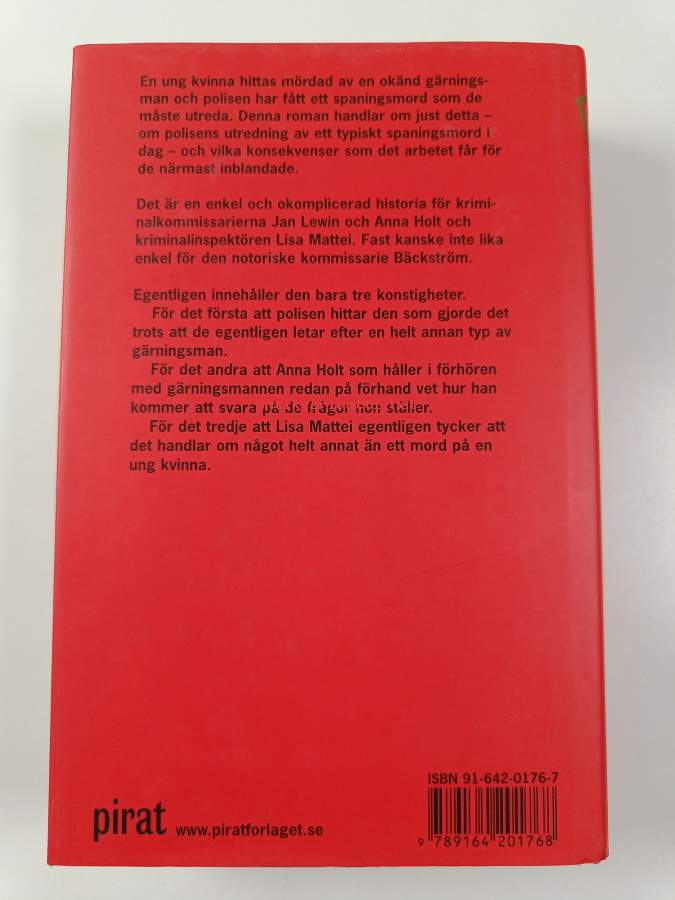 En ung kvinna hittas mördad av en okänd gärnings-
man och polisen har fått ett spaningsmord som de
måste utreda. Denna roman handlar om just detta –
om polisens utredning av ett typiskt spaningsmord i
dag – och vilka konsekvenser som det arbetet får för
de närmast inblandade.
Det är en enkel och okomplicerad historia för krimi-
nalkommissarierna Jan Lewin och Anna Holt och
kriminalinspektören Lisa Mattei. Fast kanske inte lika
enkel för den notoriske kommissarie Bäckström.
Egentligen innehåller den bara tre konstigheter.
För det första att polisen hittar den som gjorde det
trots att de egentligen letar efter en helt annan typ av
gärningsman.
För det andra att Anna Holt som håller i förhören
med gärningsmannen redan på förhand vet hur han
kommer att svara på de frågor hon ställer.
För det tredje att Lisa Mattei egentligen tycker att
det handlar om något helt annat än ett mord på en
ung kvinna.
ISBN 91-642-0176-7
pirat www.piratforlaget.se
9 789164 201768